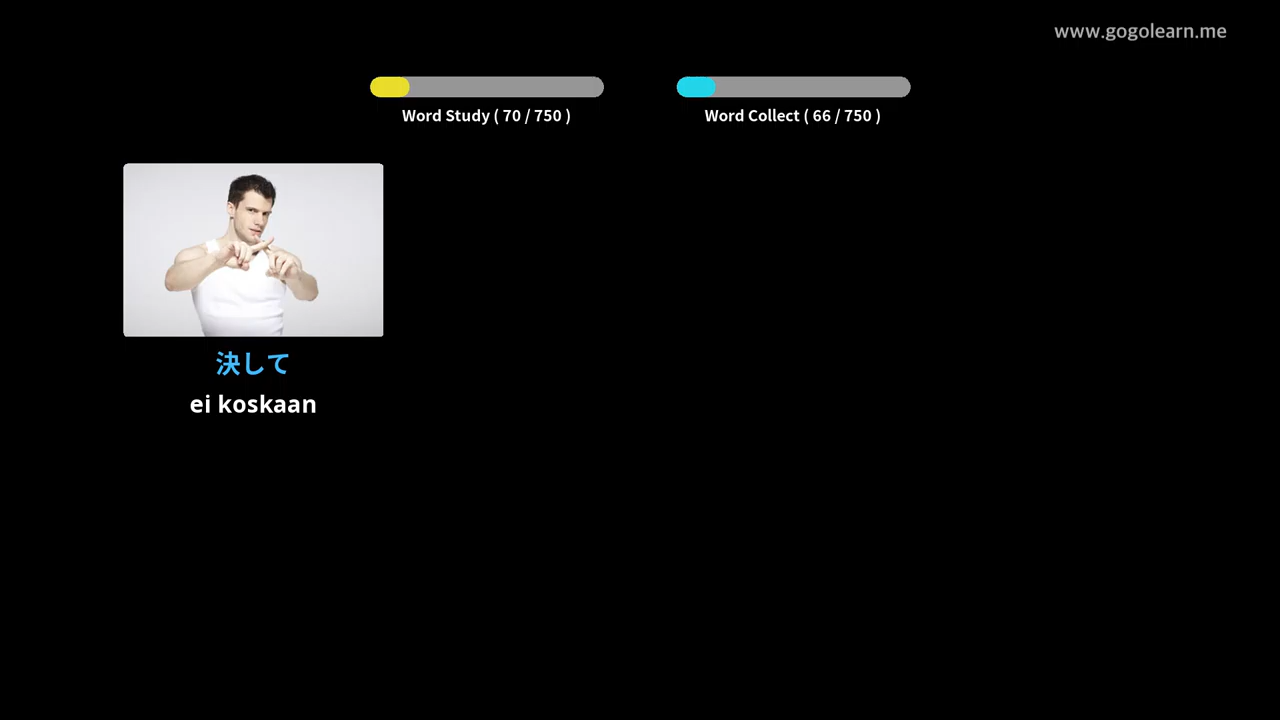 www.gogolearn.me
Word Study ( 70 / 750 )
Word Collect ( 66 / 750 )
決して
ei koskaan